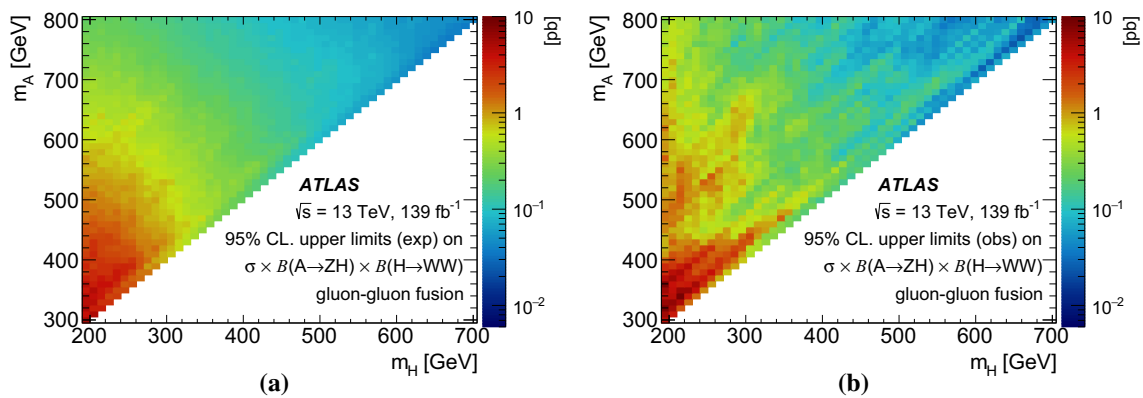 m_A [GeV]
800
700
600
500
400
300
200 300 400 500 600 700
m_H [GeV]
ATLAS
√s = 13 TeV, 139 fb⁻¹
95% CL. upper limits (exp) on
σ × B(A→ZH) × B(H→WW)
gluon-gluon fusion
10
1
10⁻¹
10⁻²
[pb]
(a)
m_A [GeV]
800
700
600
500
400
300
200 300 400 500 600 700
m_H [GeV]
ATLAS
√s = 13 TeV, 139 fb⁻¹
95% CL. upper limits (obs) on
σ × B(A→ZH) × B(H→WW)
gluon-gluon fusion
10
1
10⁻¹
10⁻²
[pb]
(b)